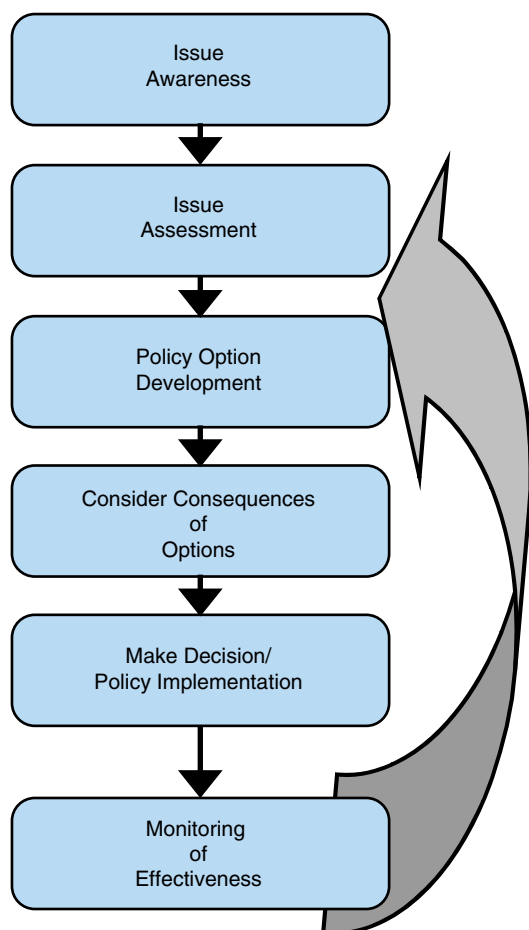 Issue
Awareness
Issue
Assessment
Policy Option
Development
Consider Consequences
of
Options
Make Decision/
Policy Implementation
Monitoring
of
Effectiveness